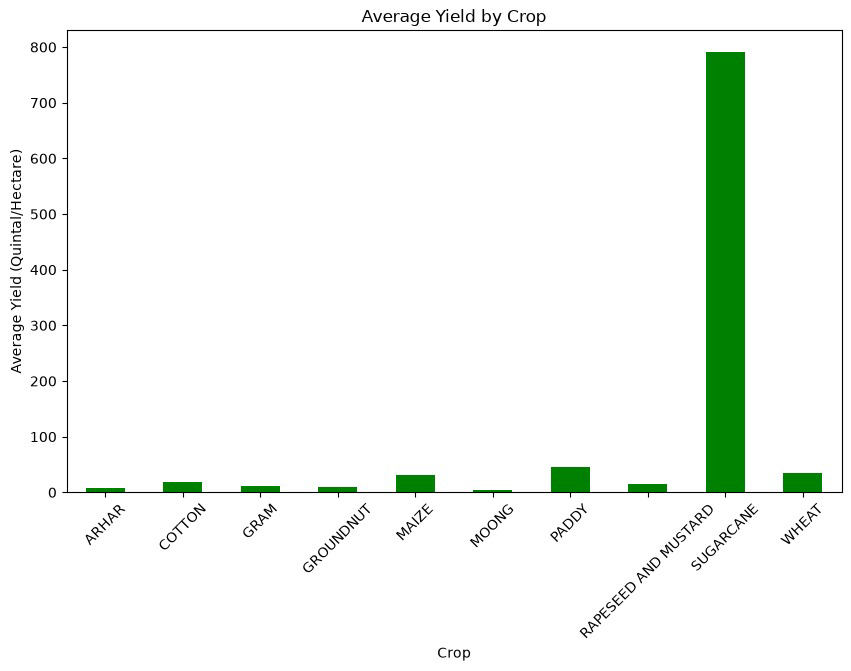 Average Yield by Crop
Average Yield (Quintal/Hectare)
800
700
600
500
400
300
200
100
0
ARHAR
COTTON
GRAM
GROUNDNUT
MAIZE
MOONG
PADDY
RAPESEED AND MUSTARD
SUGARCANE
WHEAT
Crop